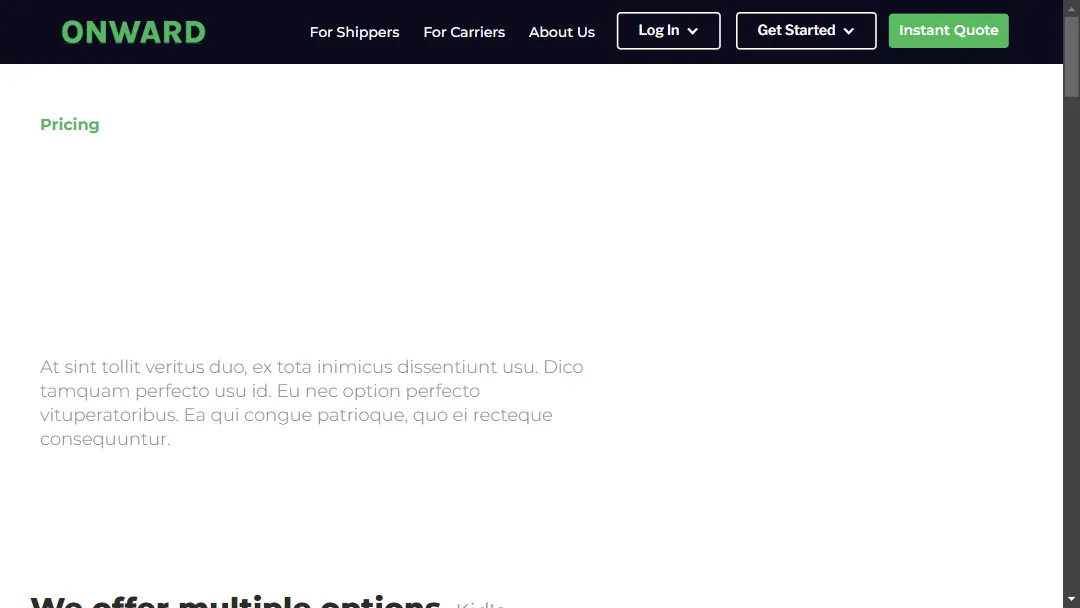 ONWARD
For Shippers
For Carriers
About Us
Log In
Get Started
Instant Quote
Pricing
At sint tollit veritus duo, ex tota inimicus dissentiunt usu. Dico
tamquam perfecto usu id. Eu nec option perfecto
vituperatoribus. Ea qui congue patrioque, quo ei recteque
consequuntur.
We offer multiple options Kid's